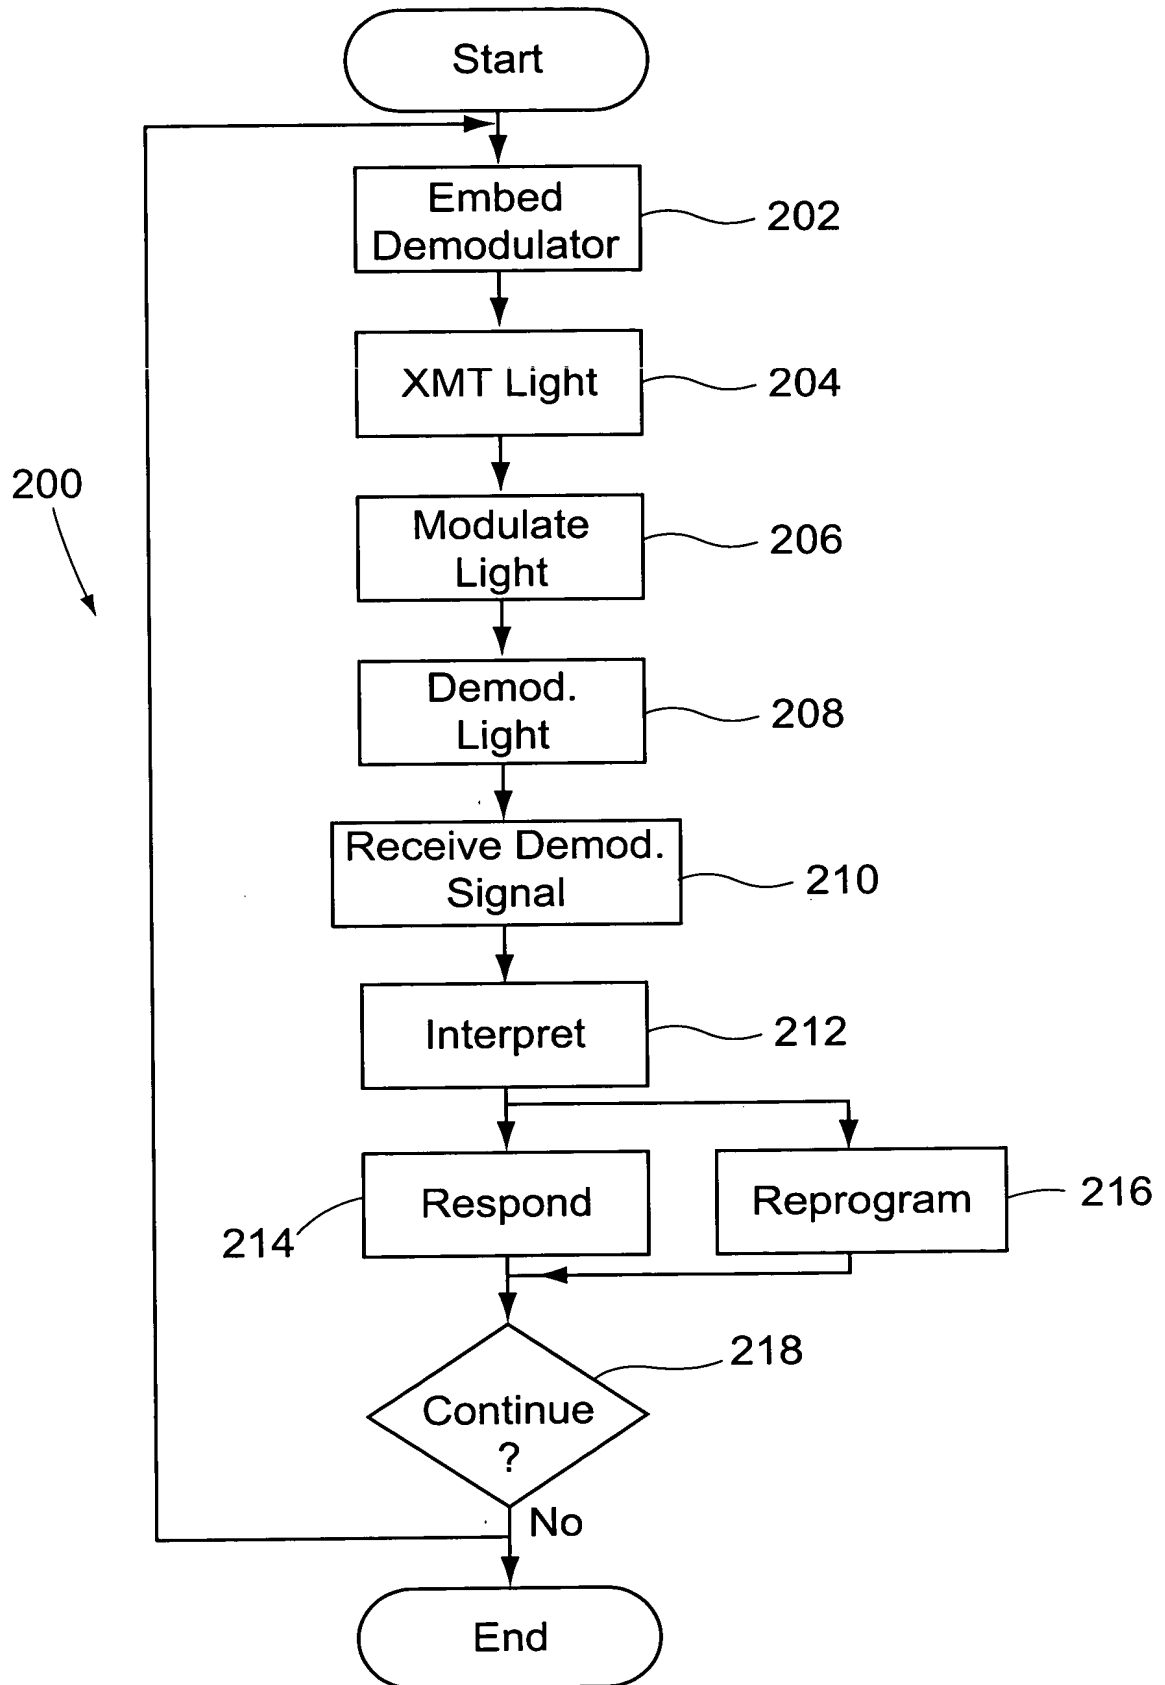 Start
Embed
Demodulator
202
XMT Light
204
200
Modulate
Light
206
Demod.
Light
208
Receive Demod.
Signal
210
Interpret
212
Respond
214
Reprogram
216
218
Continue
?
No
End